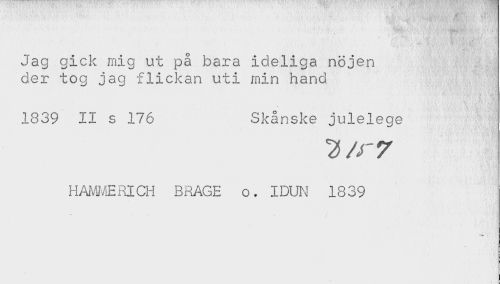 Jag gick mig ut på bara ideliga nöjen
der tog jag flickan uti min hand
1839 II s 176 Skånske julelege
D 157
HAMMERICH BRAGE o. IDUN 1839